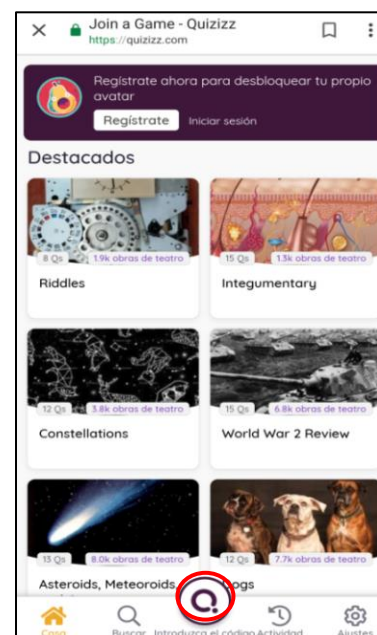 Join a Game - Quizizz
https://quizizz.com
Regístrate ahora para desbloquear tu propio
avatar
Regístrate Iniciar sesión
Destacados
8 Qs 1.9k obras de teatro
Riddles
15 Qs 1.3k obras de teatro
Integumentary
12 Qs 3.8k obras de teatro
Constellations
15 Qs 6.8k obras de teatro
World War 2 Review
13 Qs 8.0k obras de teatro
Asteroids, Meteoroids,
12 Qs 7.7k obras de teatro
Dogs
Casa Buscar Introduzca el código Actividad Ajustes